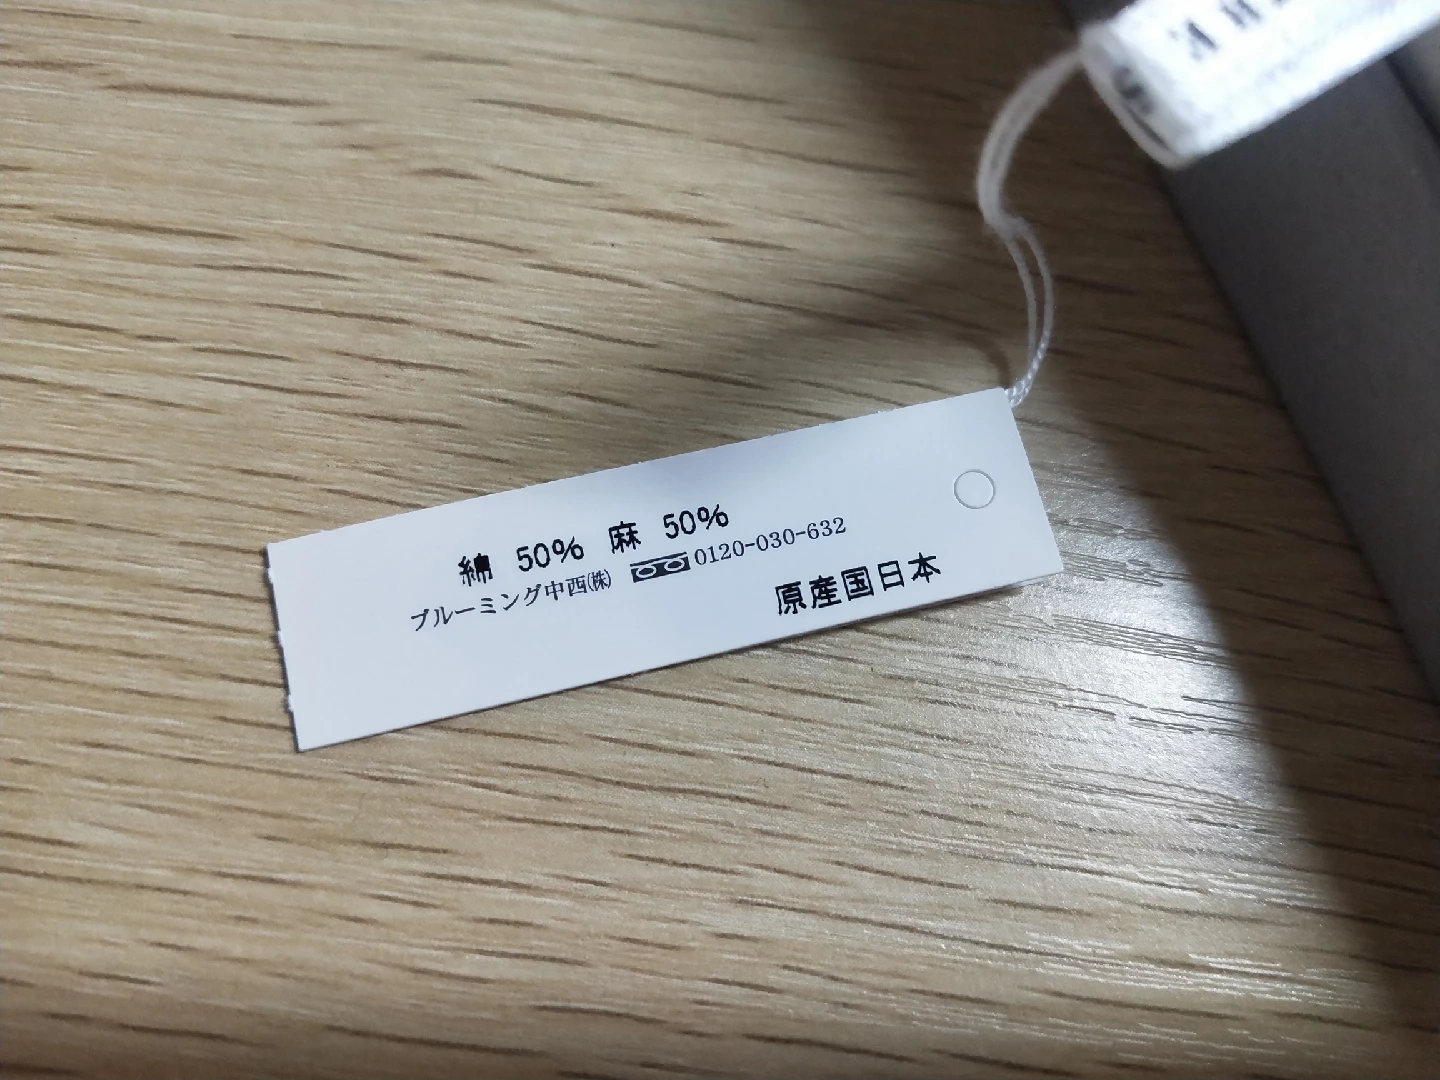 綿 50% 麻 50%
ブルーミング中西㈱ 0120-030-632
原産国日本